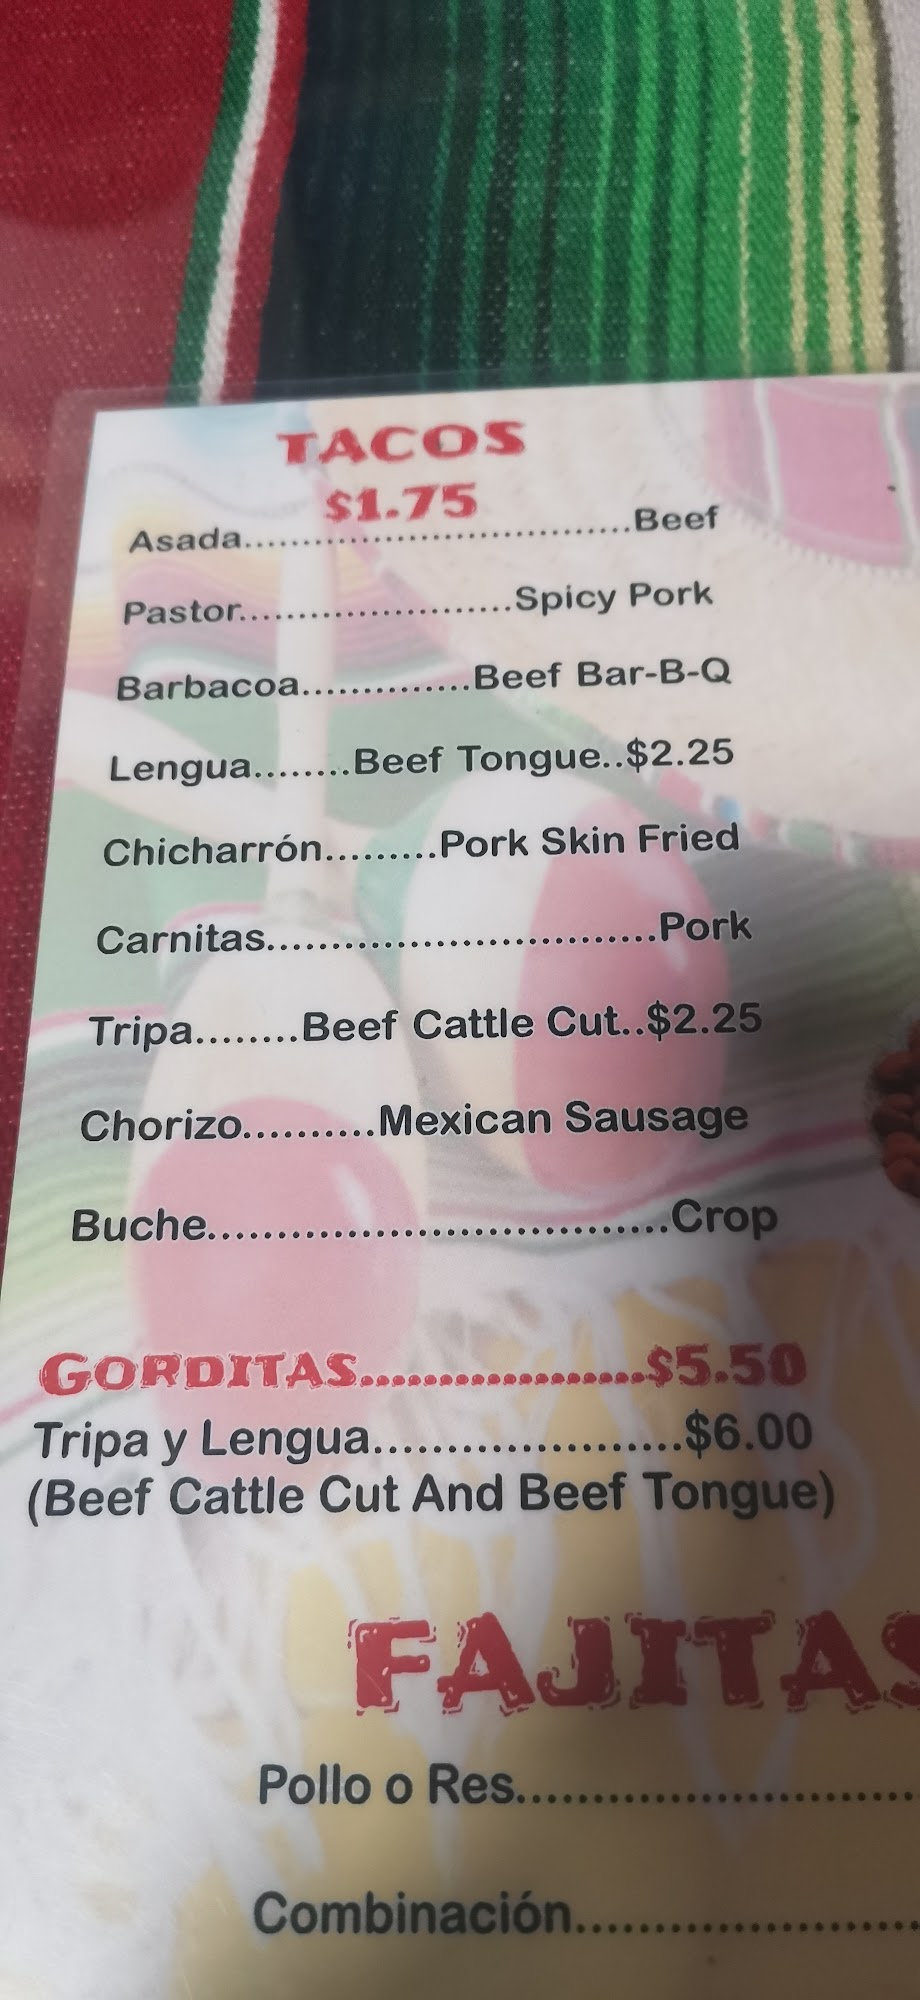 TACOS
$1.75
Asada..................................Beef
Pastor.......................Spicy Pork
Barbacoa..............Beef Bar-B-Q
Lengua........Beef Tongue..$2.25
Chicharrón.........Pork Skin Fried
Carnitas..............................Pork
Tripa........Beef Cattle Cut..$2.25
Chorizo..........Mexican Sausage
Buche...................................Crop
GORDITAS...................$5.50
Tripa y Lengua.....................$6.00
(Beef Cattle Cut And Beef Tongue)
FAJITAS
Pollo o Res..........................
Combinación......................